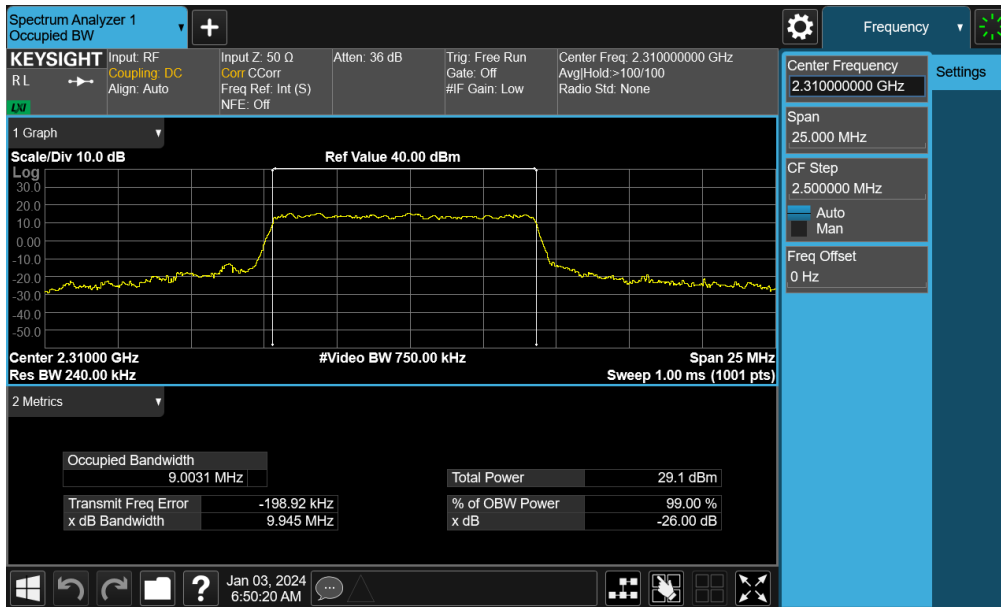 Spectrum Analyzer 1
Occupied BW
Frequency
KEYSIGHT
R L
LXI
Input: RF
Coupling: DC
Align: Auto
Input Z: 50 Ω
Corr CCorr
Freq Ref: Int (S)
NFE: Off
Atten: 36 dB
Trig: Free Run
Gate: Off
#IF Gain: Low
Center Freq: 2.310000000 GHz
Avg|Hold:>100/100
Radio Std: None
Center Frequency
2.310000000 GHz
Settings
Span
25.000 MHz
CF Step
2.500000 MHz
Auto
Man
Freq Offset
0 Hz
1 Graph
Scale/Div 10.0 dB
Ref Value 40.00 dBm
Log
30.0
20.0
10.0
0.00
-10.0
-20.0
-30.0
-40.0
-50.0
Center 2.31000 GHz
#Video BW 750.00 kHz
Span 25 MHz
Res BW 240.00 kHz
Sweep 1.00 ms (1001 pts)
2 Metrics
Occupied Bandwidth
9.0031 MHz
Total Power 29.1 dBm
Transmit Freq Error -198.92 kHz
% of OBW Power 99.00 %
x dB Bandwidth 9.945 MHz
x dB -26.00 dB
?
Jan 03, 2024
6:50:20 AM